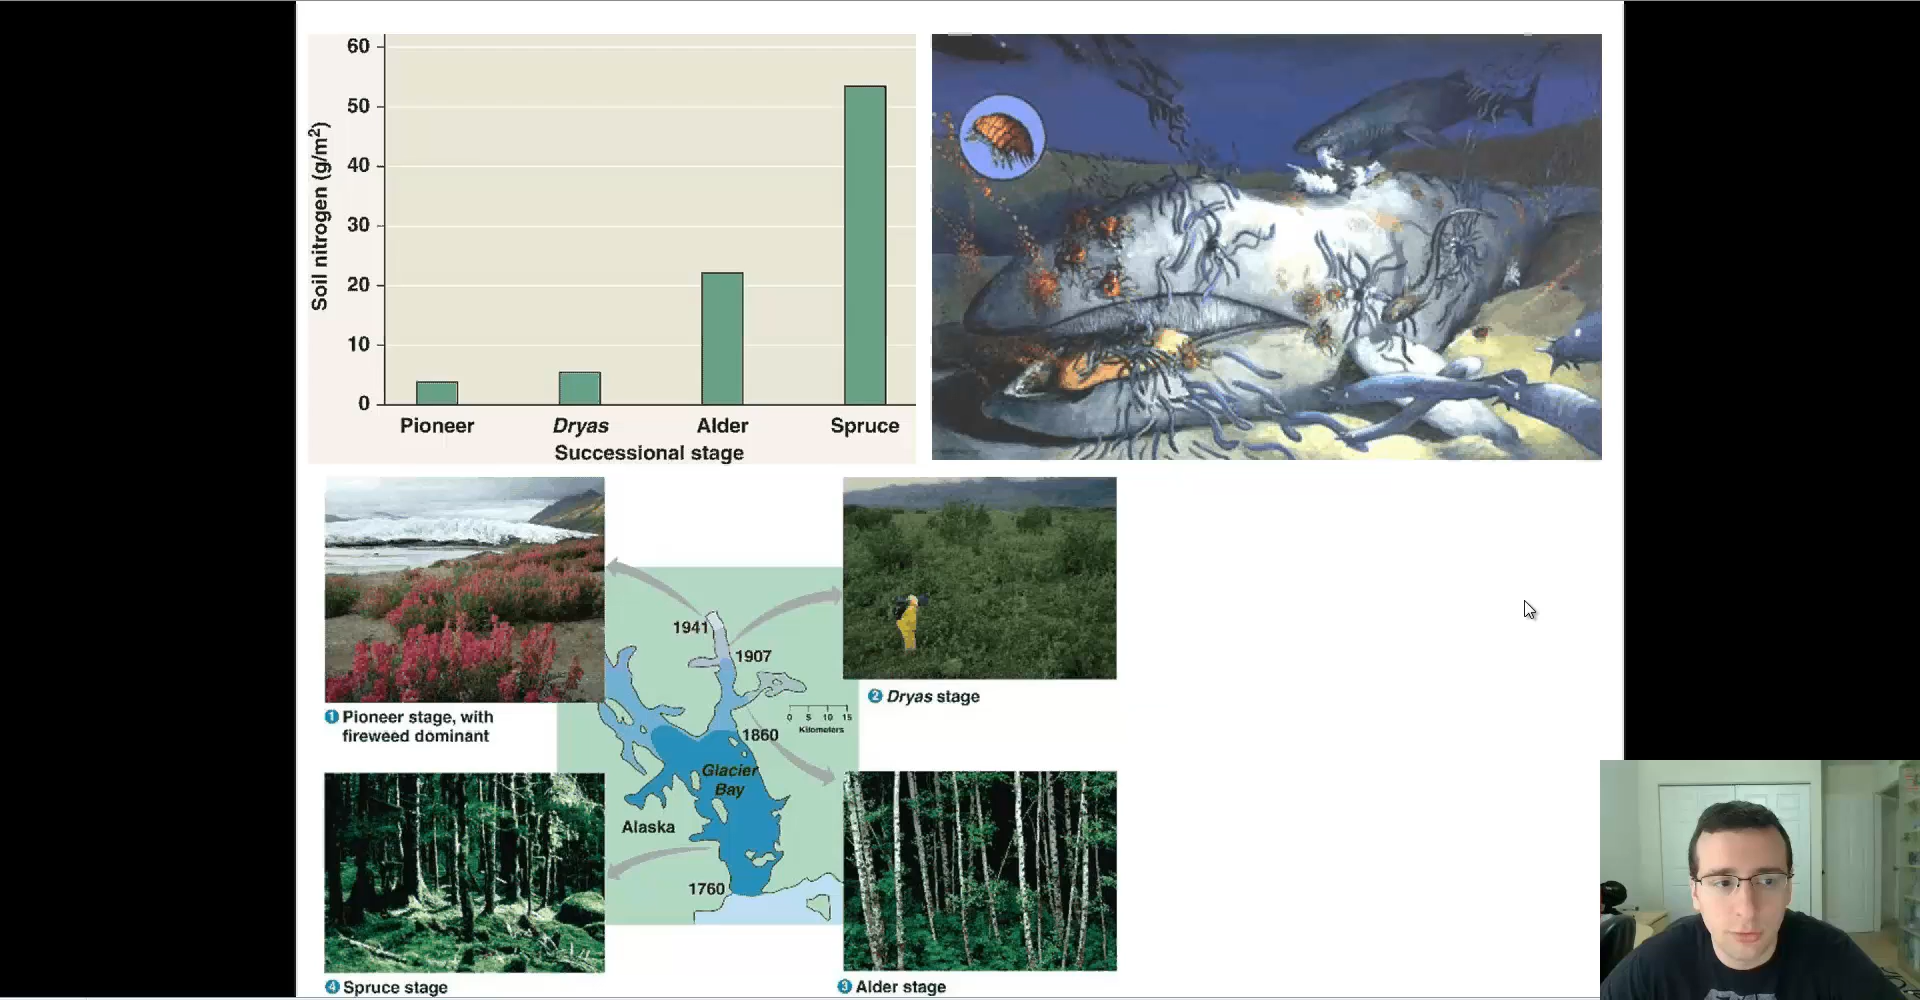 60
50
40
30
20
10
0
Soil nitrogen (g/m²)
Pioneer
Dryas
Alder
Spruce
Successional stage
1941
1907
0 5 10 15
Kilometers
1860
Glacier
Bay
Alaska
1760
1 Pioneer stage, with
fireweed dominant
2 Dryas stage
4 Spruce stage
3 Alder stage